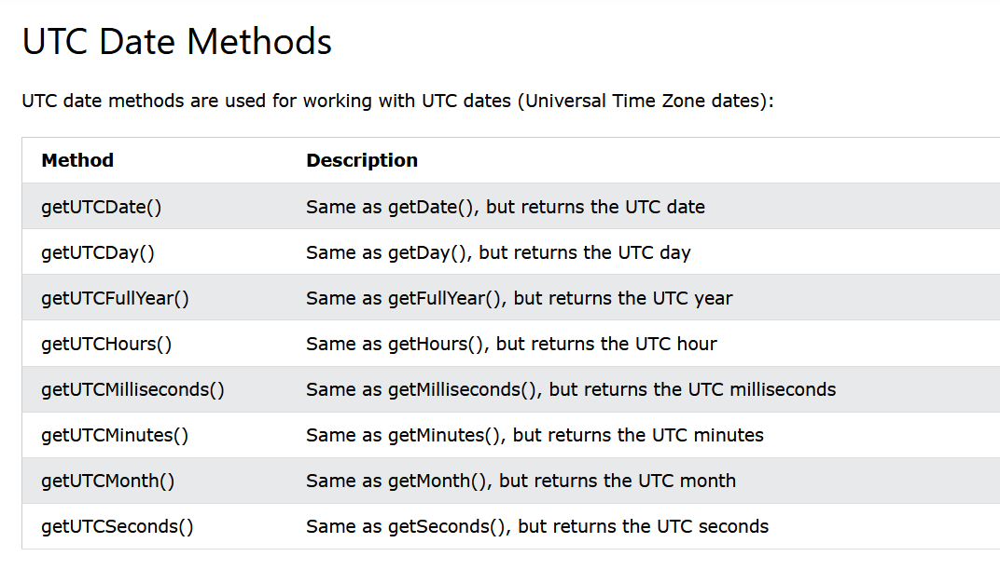 UTC Date Methods
UTC date methods are used for working with UTC dates (Universal Time Zone dates):
Method Description
getUTCDate() Same as getDate(), but returns the UTC date
getUTCDay() Same as getDay(), but returns the UTC day
getUTCFullYear() Same as getFullYear(), but returns the UTC year
getUTCHours() Same as getHours(), but returns the UTC hour
getUTCMilliseconds() Same as getMilliseconds(), but returns the UTC milliseconds
getUTCMinutes() Same as getMinutes(), but returns the UTC minutes
getUTCMonth() Same as getMonth(), but returns the UTC month
getUTCSeconds() Same as getSeconds(), but returns the UTC seconds